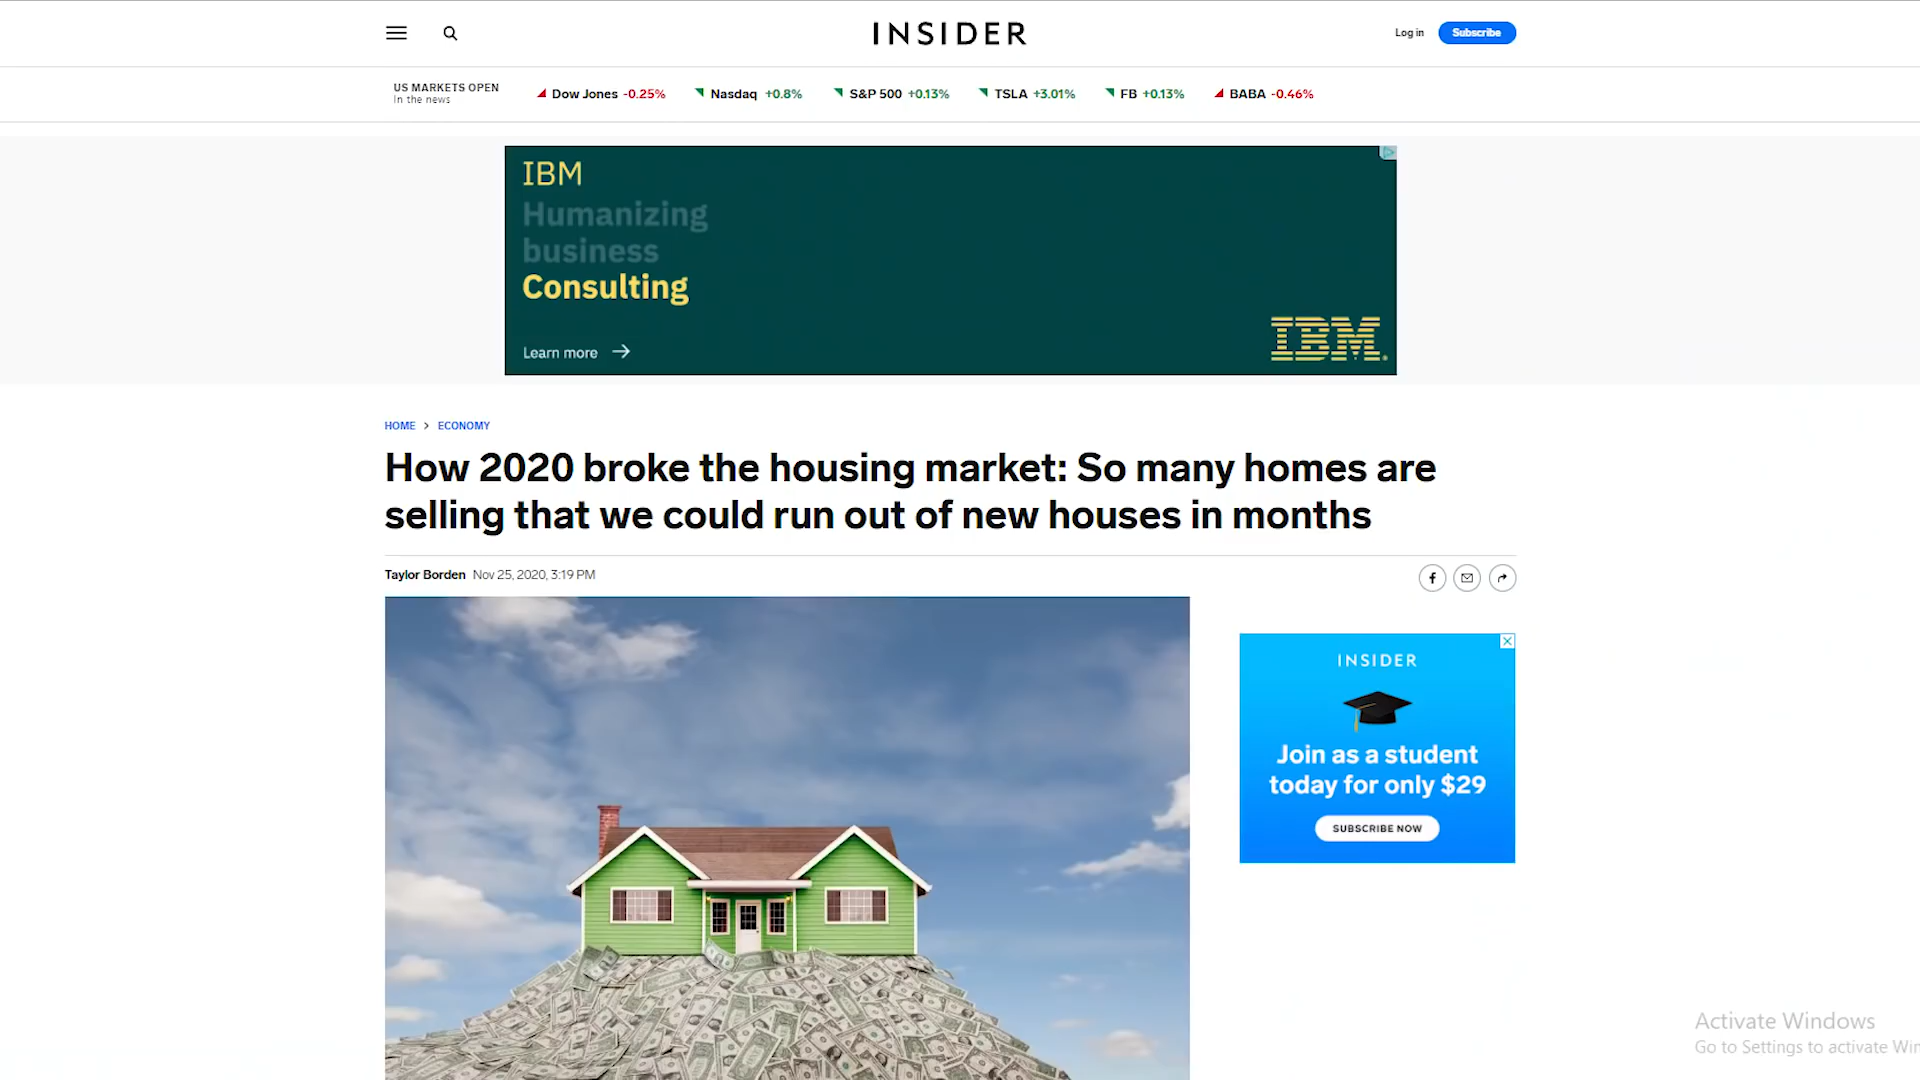 INSIDER
Log in
Subscribe
US MARKETS OPEN
In the news
Dow Jones -0.25%
Nasdaq +0.8%
S&P 500 +0.13%
TSLA +3.01%
FB +0.13%
BABA -0.46%
IBM
Humanizing
business
Consulting
Learn more →
IBM®
HOME > ECONOMY
How 2020 broke the housing market: So many homes are
selling that we could run out of new houses in months
Taylor Borden Nov 25, 2020, 3:19 PM
INSIDER
Join as a student
today for only $29
SUBSCRIBE NOW
Activate Windows
Go to Settings to activate